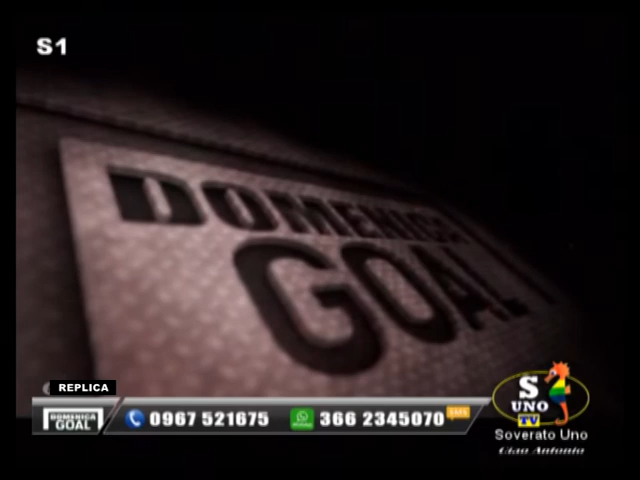 S1
DOMENICA
GOAL
REPLICA
DOMENICA
GOAL
0967 521675
366 2345070
SMS
S
UNO
TV
Soverato Uno
Ciao Antonio